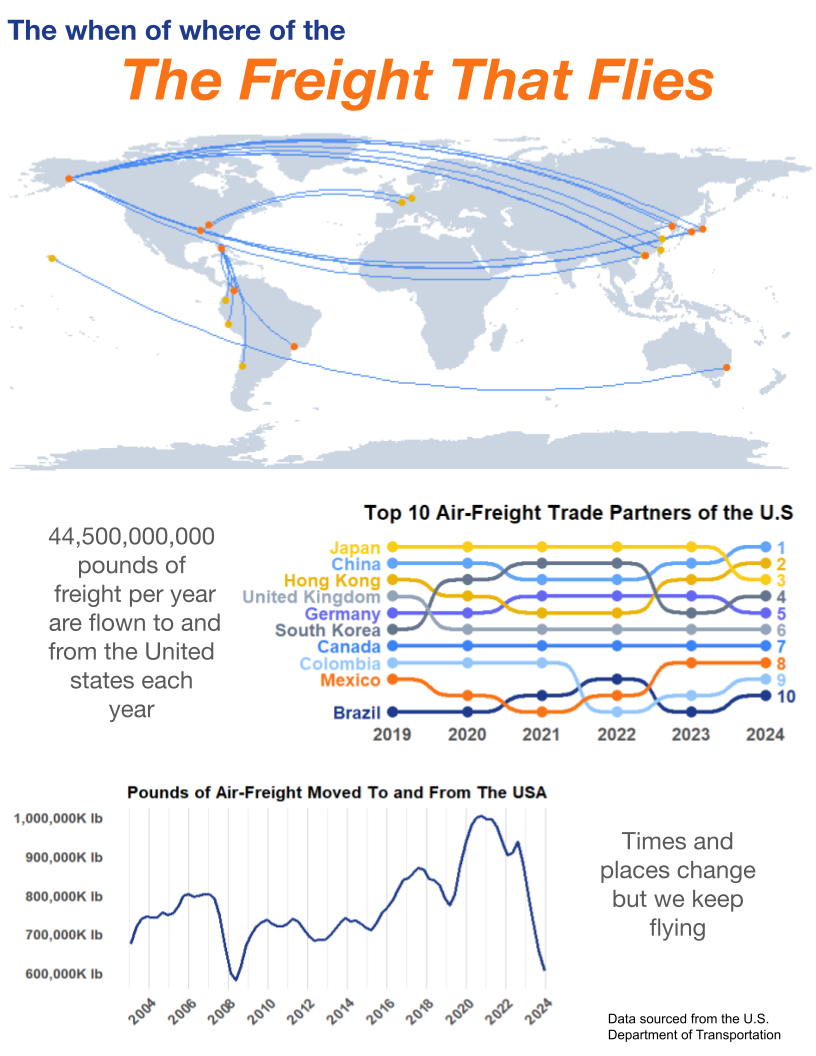 The when of where of the
The Freight That Flies
44,500,000,000
pounds of
freight per year
are flown to and
from the United
states each
year
Top 10 Air-Freight Trade Partners of the U.S
Japan
China
Hong Kong
United Kingdom
Germany
South Korea
Canada
Colombia
Mexico
Brazil
1
2
3
4
5
6
7
8
9
10
2019 2020 2021 2022 2023 2024
Pounds of Air-Freight Moved To and From The USA
1,000,000K lb
900,000K lb
800,000K lb
700,000K lb
600,000K lb
2004 2006 2008 2010 2012 2014 2016 2018 2020 2022 2024
Times and
places change
but we keep
flying
Data sourced from the U.S.
Department of Transportation